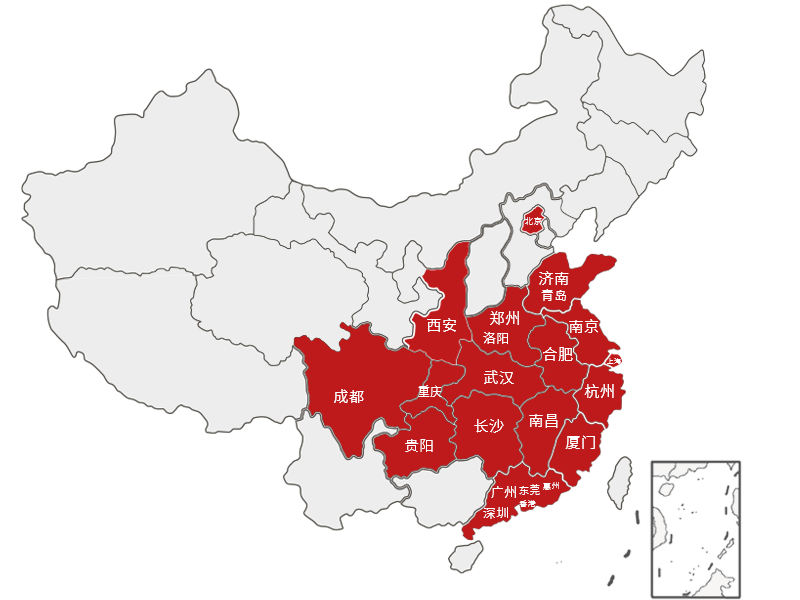 北京
济南
青岛
西安
郑州
洛阳
南京
合肥
上海
武汉
重庆
成都
杭州
长沙
南昌
贵阳
厦门
广州
东莞
惠州
香港
深圳